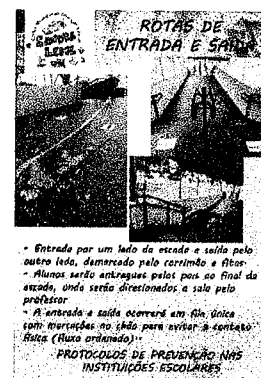 ROTAS DE
ENTRADA E SAÍDA
- Entrada por um lado da escada e saída pelo
outro lado, demarcado pelo corrimão e fitas.
- Alunos serão entregues pelos pais ao final da
escada, onde serão direcionados a sala pelo
professor
- A entrada e saída ocorrerá em fila única
com marcações no chão para evitar o contato
físico (fluxo ordenado).
PROTOCOLOS DE PREVENÇÃO NAS
INSTITUIÇÕES ESCOLARES